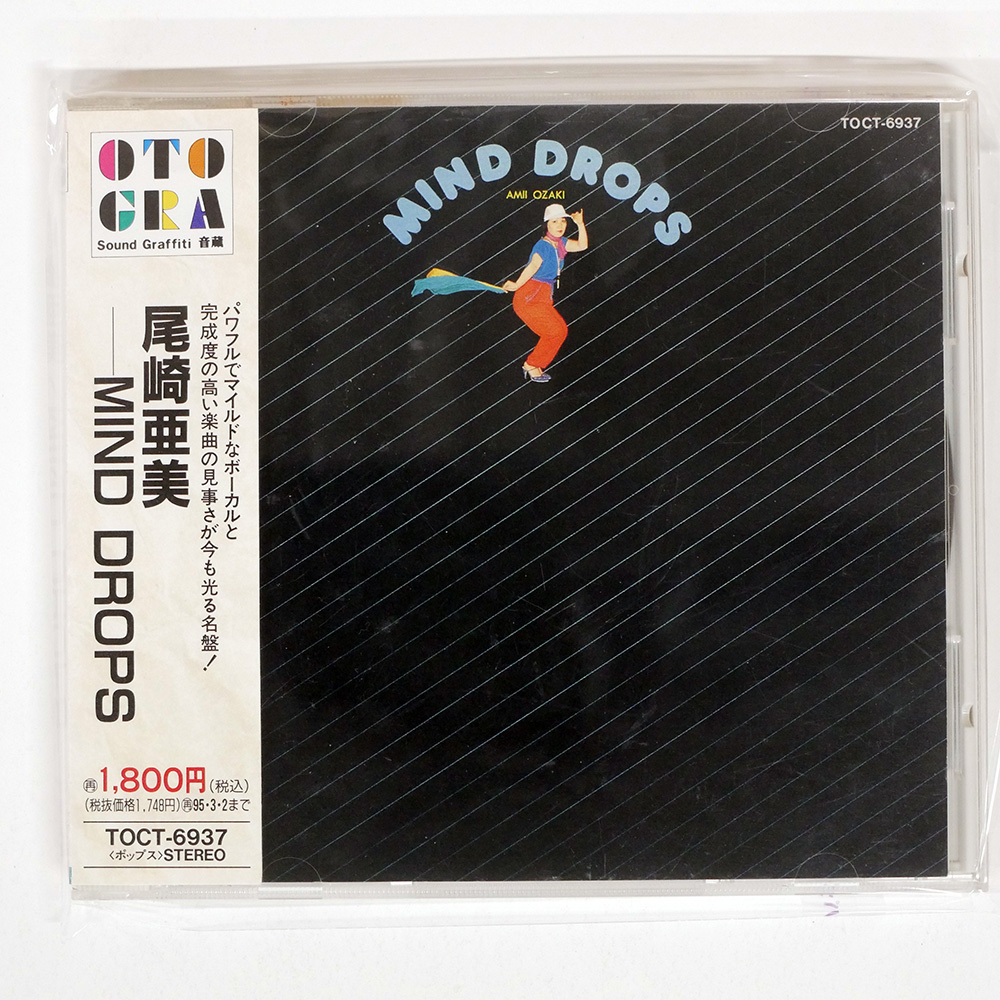 OTO
GRA
Sound Graffiti 音蔵
パワフルでマイルドなボーカルと
完成度の高い楽曲の見事さが今も光る名盤!
尾崎亜美
—MIND DROPS
再1,800円(税込)
(税抜価格1,748円)再95・3・2まで
TOCT-6937
〈ポップス〉STEREO
TOCT-6937
MIND DROPS
AMII OZAKI